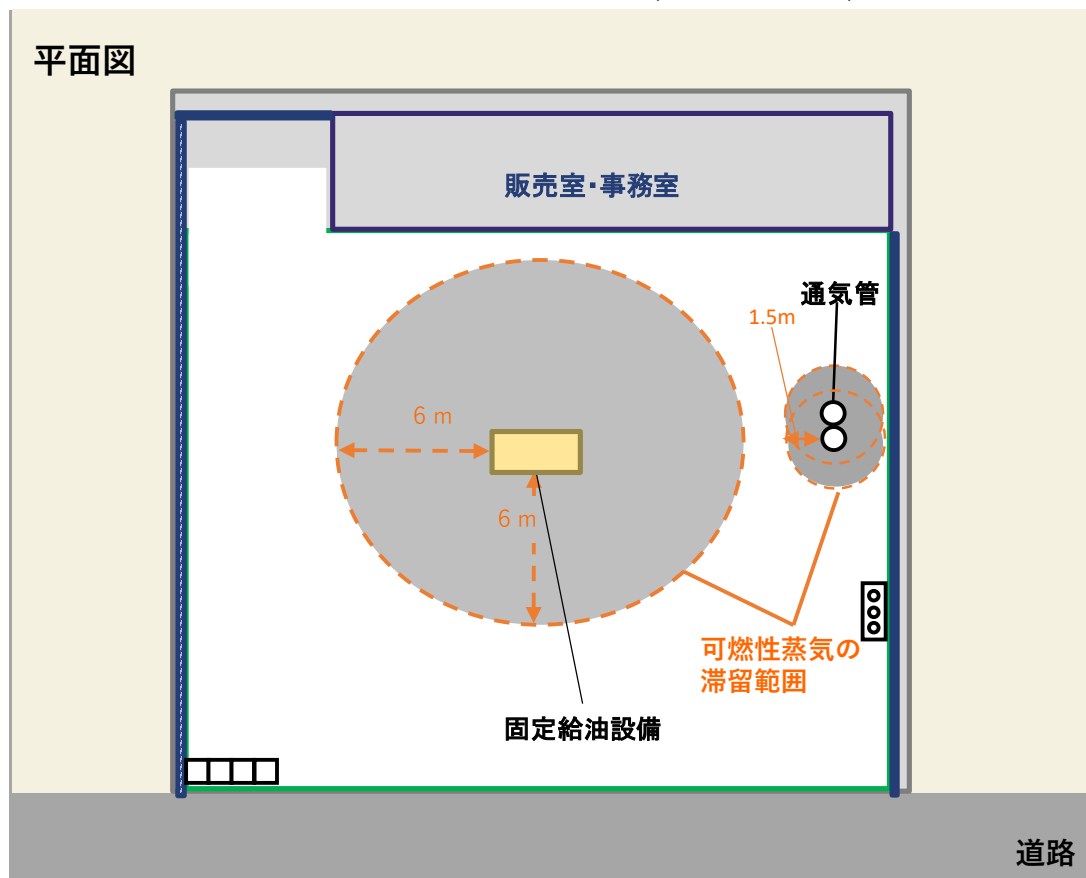 平面図
販売室・事務室
通気管
1.5m
6 m
6 m
可燃性蒸気の
滞留範囲
固定給油設備
道路